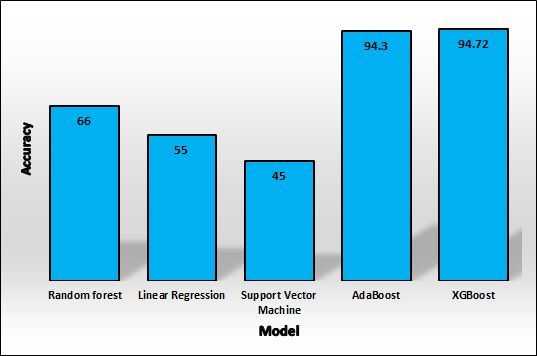 Accuracy
66
55
45
94.3
94.72
Random forest
Linear Regression
Support Vector
Machine
AdaBoost
XGBoost
Model